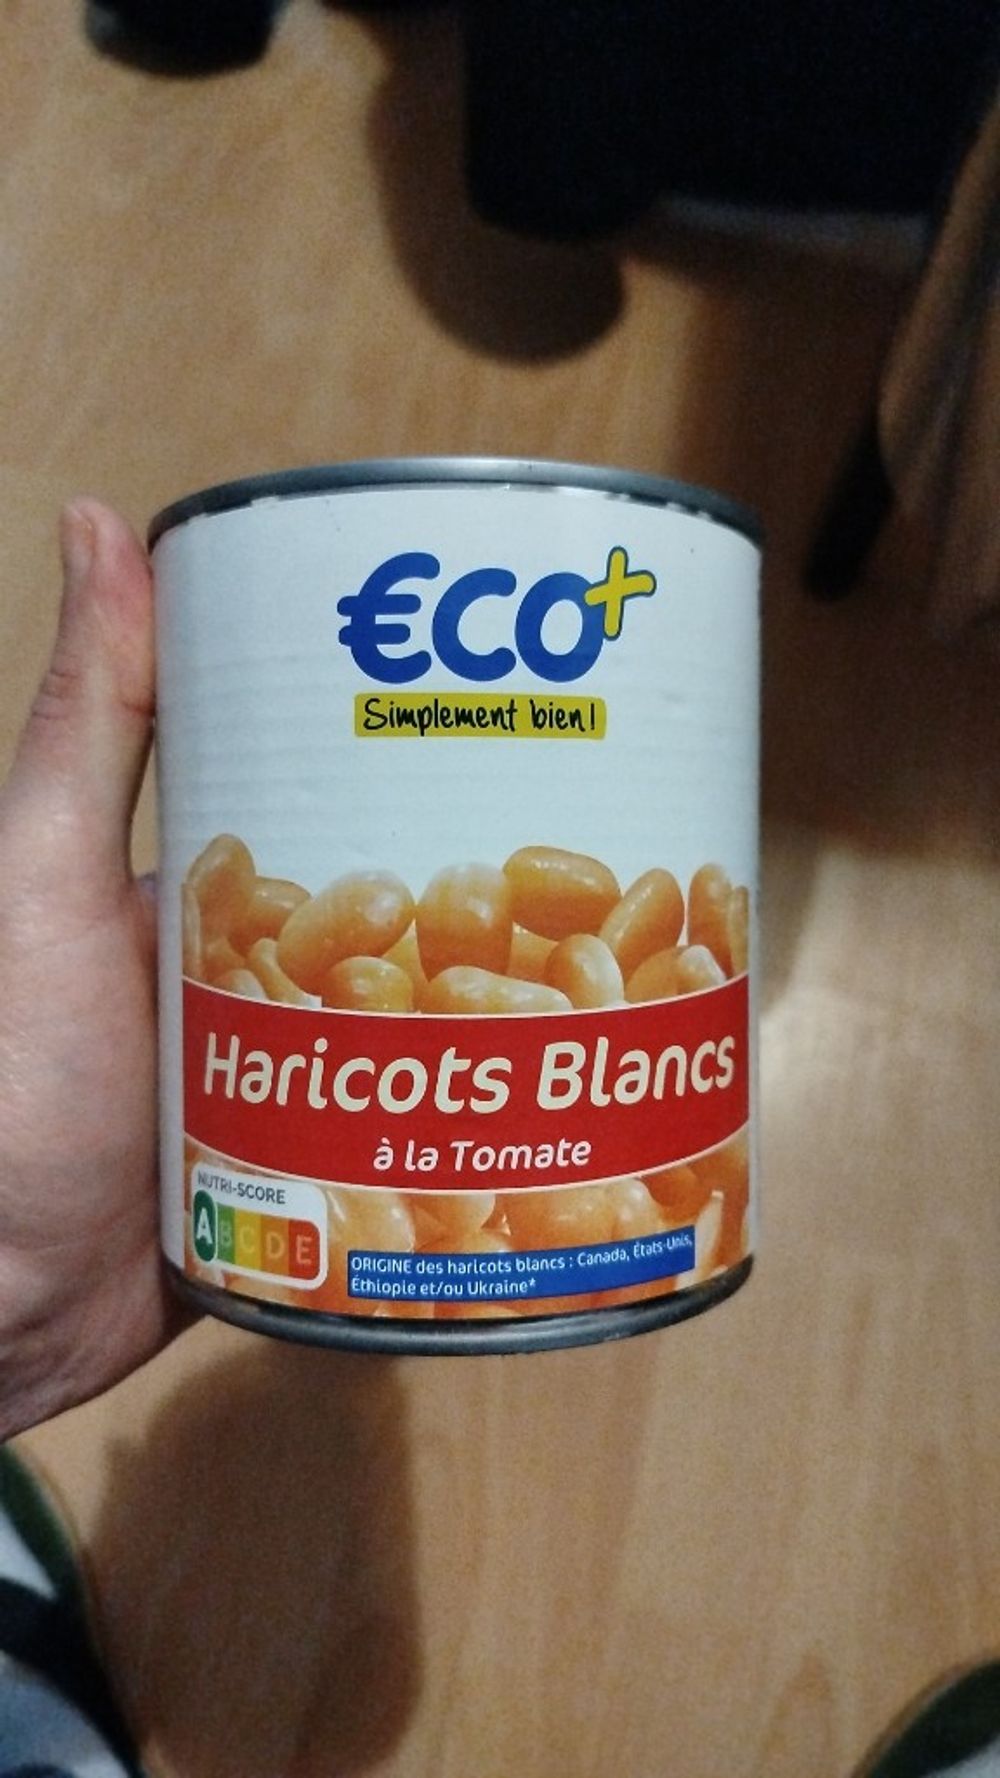 €co+
Simplement bien!
Haricots Blancs
à la Tomate
NUTRI-SCORE
A B C D E
ORIGINE des haricots blancs : Canada, États-Unis,
Éthiopie et/ou Ukraine*